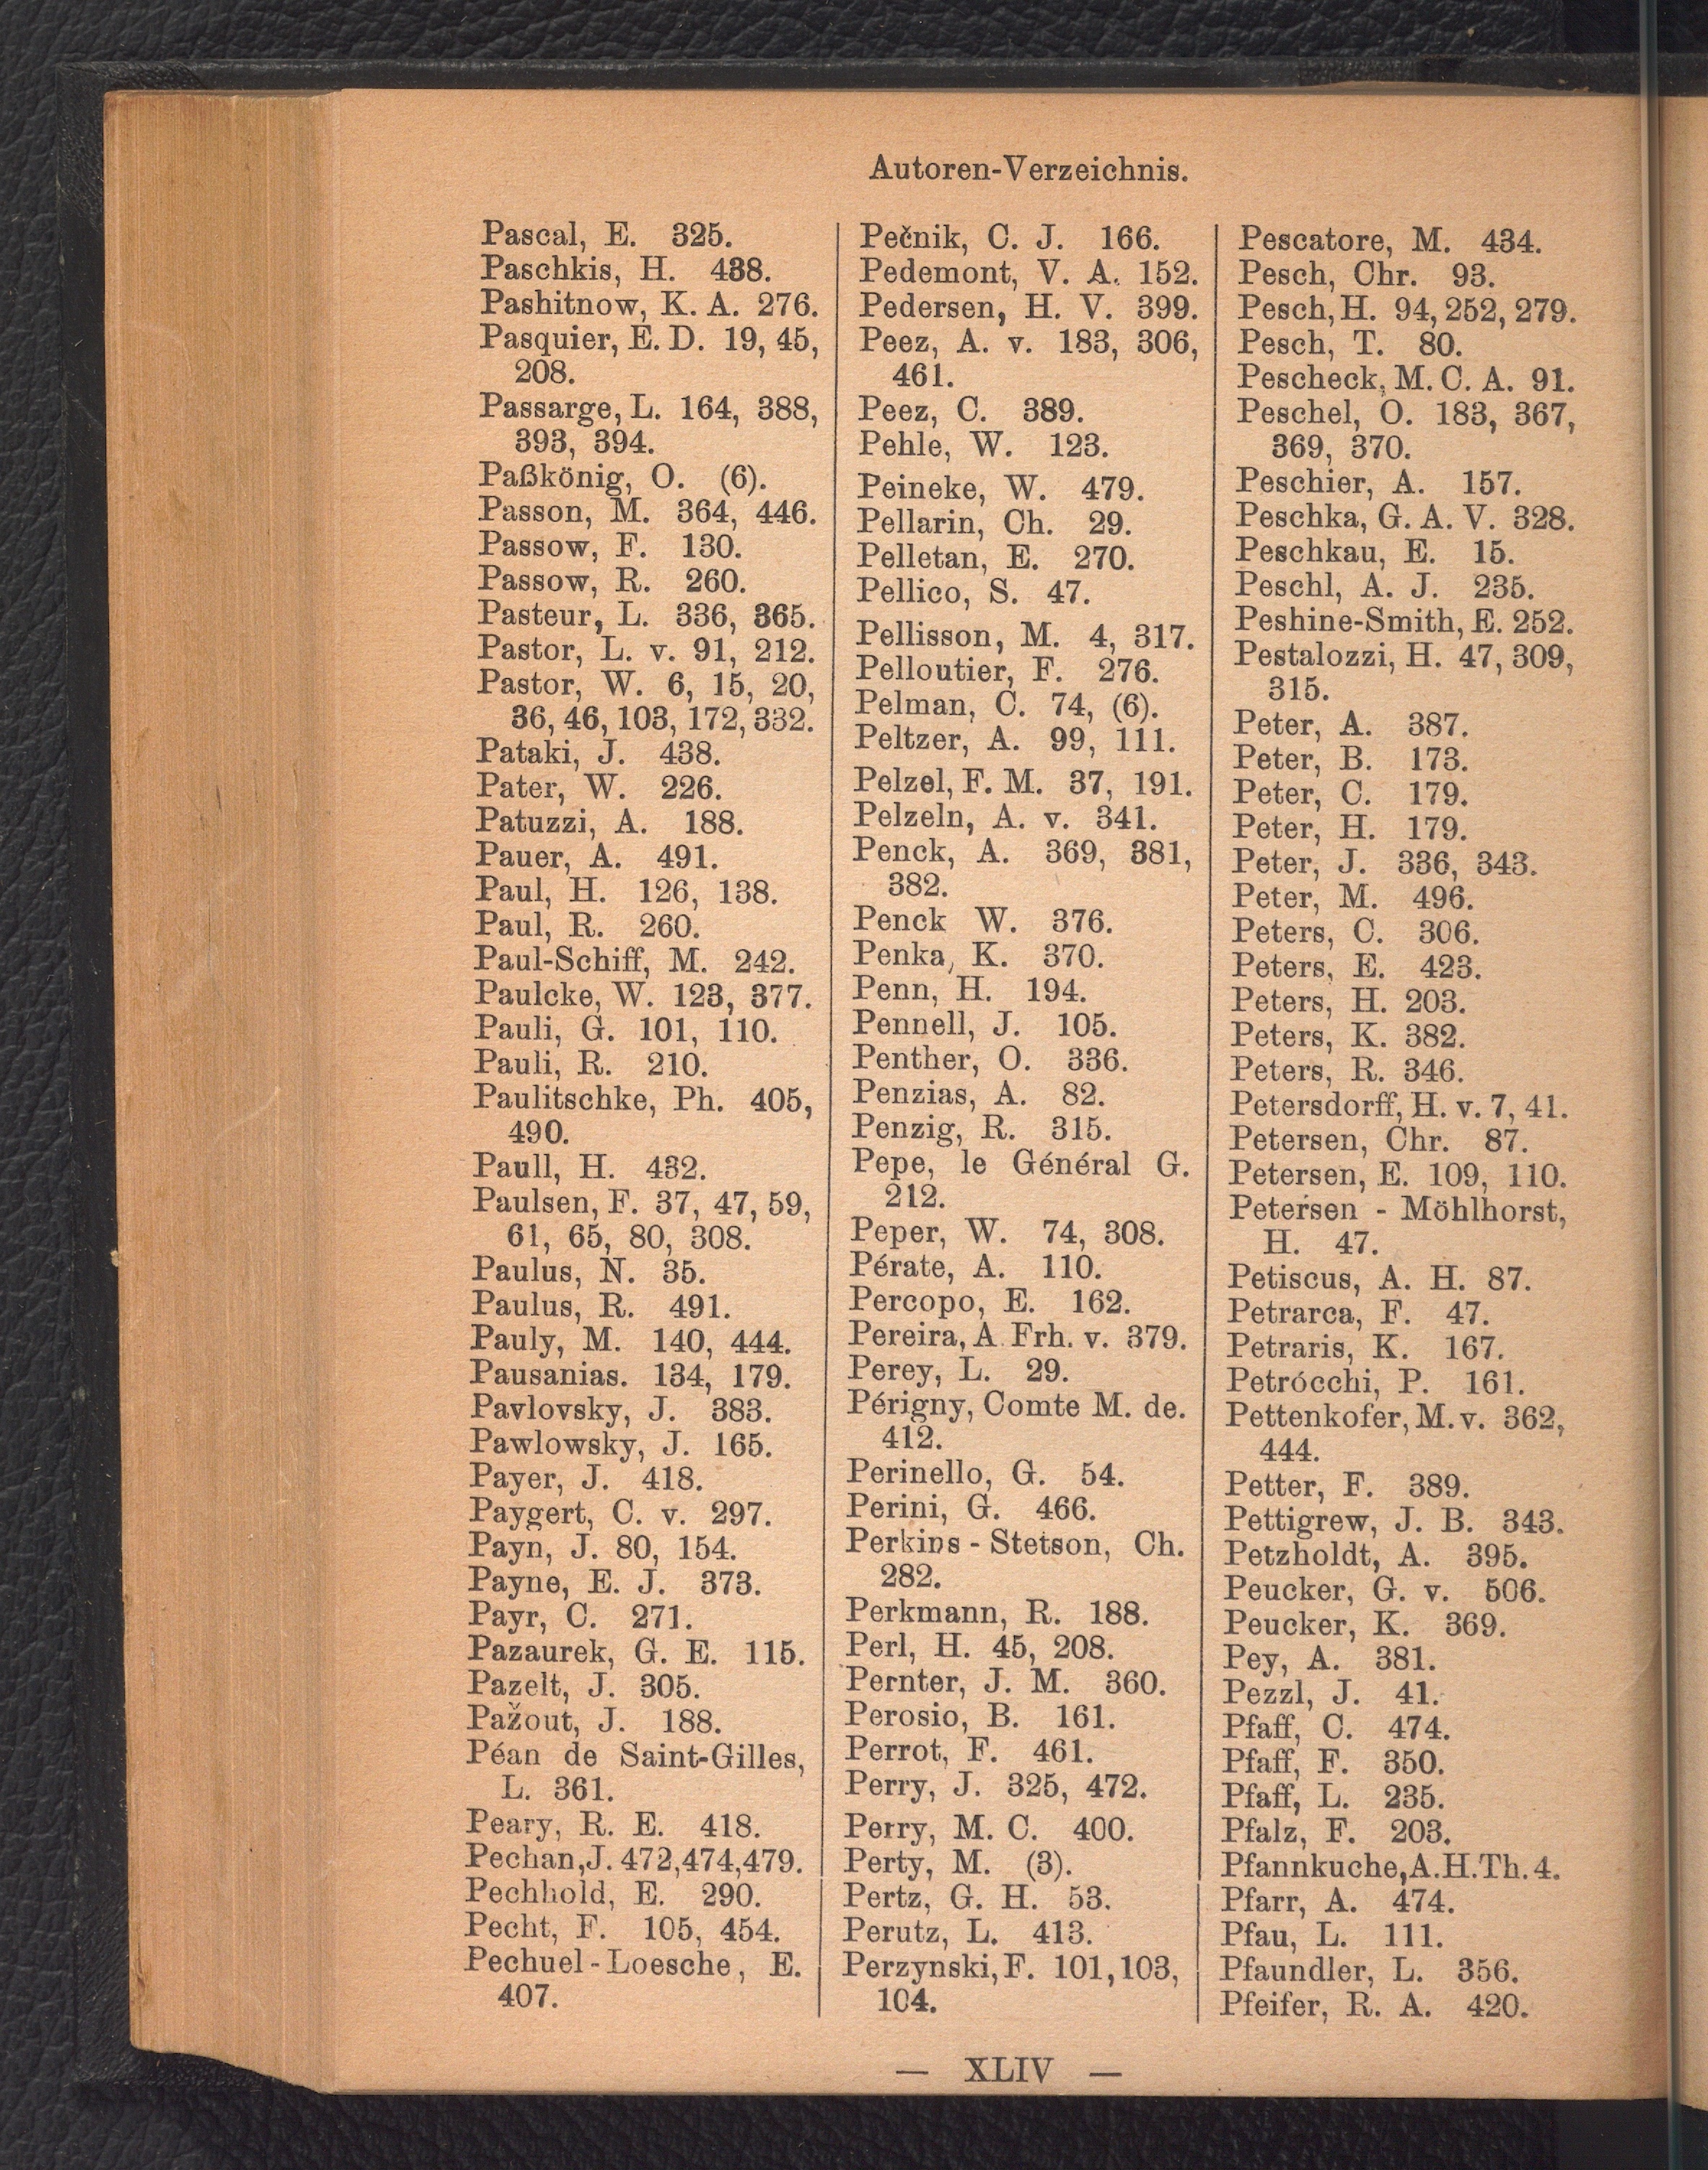 Autoren-Verzeichnis.
Pascal, E. 325.
Paschkis, H. 438.
Pashitnow, K. A. 276.
Pasquier, E. D. 19, 45,
208.
Passarge, L. 164, 388,
393, 394.
Paßkönig, O. (6).
Passon, M. 364, 446.
Passow, F. 130.
Passow, R. 260.
Pasteur, L. 336, 365.
Pastor, L. v. 91, 212.
Pastor, W. 6, 15, 20,
36, 46, 103, 172, 332.
Pataki, J. 438.
Pater, W. 226.
Patuzzi, A. 188.
Pauer, A. 491.
Paul, H. 126, 138.
Paul, R. 260.
Paul-Schiff, M. 242.
Paulcke, W. 123, 377.
Pauli, G. 101, 110.
Pauli, R. 210.
Paulitschke, Ph. 405,
490.
Paull, H. 432.
Paulsen, F. 37, 47, 59,
61, 65, 80, 308.
Paulus, N. 35.
Paulus, R. 491.
Pauly, M. 140, 444.
Pausanias. 134, 179.
Pavlovsky, J. 383.
Pawlowsky, J. 165.
Payer, J. 418.
Paygert, C. v. 297.
Payn, J. 80, 154.
Payne, E. J. 373.
Payr, C. 271.
Pazaurek, G. E. 115.
Pazelt, J. 305.
Pažout, J. 188.
Péan de Saint-Gilles,
L. 361.
Peary, R. E. 418.
Pechan, J. 472, 474, 479.
Pechhold, E. 290.
Pecht, F. 105, 454.
Pechuel-Loesche, E.
407.
Pečnik, C. J. 166.
Pedemont, V. A. 152.
Pedersen, H. V. 399.
Peez, A. v. 183, 306,
461.
Peez, C. 389.
Pehle, W. 123.
Peineke, W. 479.
Pellarin, Ch. 29.
Pelletan, E. 270.
Pellico, S. 47.
Pellisson, M. 4, 317.
Pelloutier, F. 276.
Pelman, C. 74, (6).
Peltzer, A. 99, 111.
Pelzel, F. M. 37, 191.
Pelzeln, A. v. 341.
Penck, A. 369, 381,
382.
Penck W. 376.
Penka, K. 370.
Penn, H. 194.
Pennell, J. 105.
Penther, O. 336.
Penzias, A. 82.
Penzig, R. 315.
Pepe, le Général G.
212.
Peper, W. 74, 308.
Pérate, A. 110.
Percopo, E. 162.
Pereira, A. Frh. v. 379.
Perey, L. 29.
Périgny, Comte M. de.
412.
Perinello, G. 54.
Perini, G. 466.
Perkins - Stetson, Ch.
282.
Perkmann, R. 188.
Perl, H. 45, 208.
Pernter, J. M. 360.
Perosio, B. 161.
Perrot, F. 461.
Perry, J. 325, 472.
Perry, M. C. 400.
Perty, M. (3).
Pertz, G. H. 53.
Perutz, L. 413.
Perzynski, F. 101, 103,
104.
Pescatore, M. 434.
Pesch, Chr. 93.
Pesch, H. 94, 252, 279.
Pesch, T. 80.
Pescheck, M. C. A. 91.
Peschel, O. 183, 367,
369, 370.
Peschier, A. 157.
Peschka, G. A. V. 328.
Peschkau, E. 15.
Peschl, A. J. 235.
Peshine-Smith, E. 252.
Pestalozzi, H. 47, 309,
315.
Peter, A. 387.
Peter, B. 173.
Peter, C. 179.
Peter, H. 179.
Peter, J. 336, 343.
Peter, M. 496.
Peters, C. 306.
Peters, E. 423.
Peters, H. 203.
Peters, K. 382.
Peters, R. 346.
Petersdorff, H. v. 7, 41.
Petersen, Chr. 87.
Petersen, E. 109, 110.
Petersen - Möhlhorst,
H. 47.
Petiscus, A. H. 87.
Petrarca, F. 47.
Petraris, K. 167.
Petrócchi, P. 161.
Pettenkofer, M. v. 362,
444.
Petter, F. 389.
Pettigrew, J. B. 343.
Petzholdt, A. 395.
Peucker, G. v. 506.
Peucker, K. 369.
Pey, A. 381.
Pezzl, J. 41.
Pfaff, C. 474.
Pfaff, F. 350.
Pfaff, L. 235.
Pfalz, F. 203.
Pfannkuche, A. H. Th. 4.
Pfarr, A. 474.
Pfau, L. 111.
Pfaundler, L. 356.
Pfeifer, R. A. 420.
— XLIV —